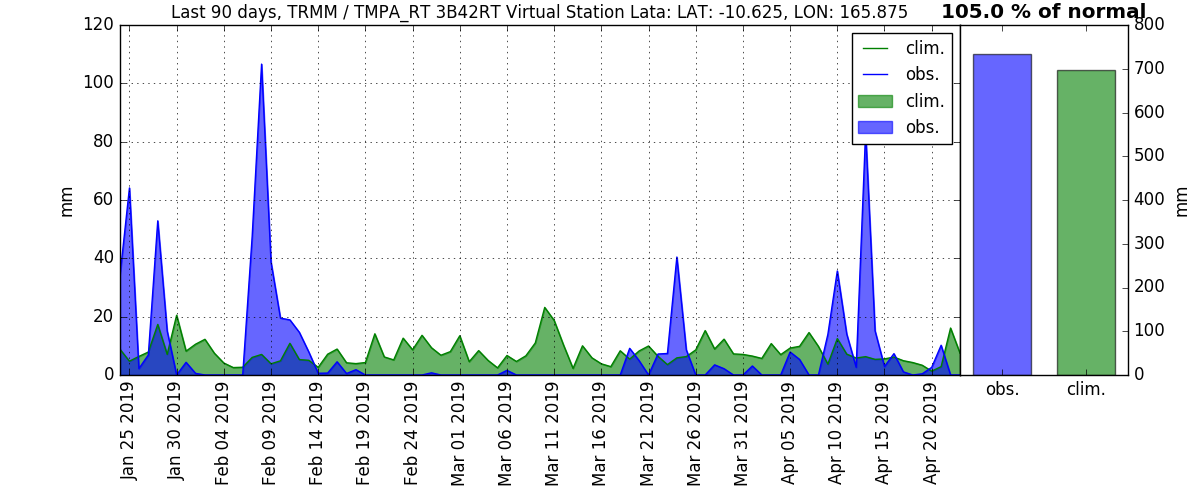 Last 90 days, TRMM / TMPA_RT 3B42RT Virtual Station Lata: LAT: -10.625, LON: 165.875
105.0 % of normal
mm
120
100
80
60
40
20
0
clim.
obs.
clim.
obs.
Jan 25 2019
Jan 30 2019
Feb 04 2019
Feb 09 2019
Feb 14 2019
Feb 19 2019
Feb 24 2019
Mar 01 2019
Mar 06 2019
Mar 11 2019
Mar 16 2019
Mar 21 2019
Mar 26 2019
Mar 31 2019
Apr 05 2019
Apr 10 2019
Apr 15 2019
Apr 20 2019
800
700
600
500
400
300
200
100
0
mm
obs.
clim.